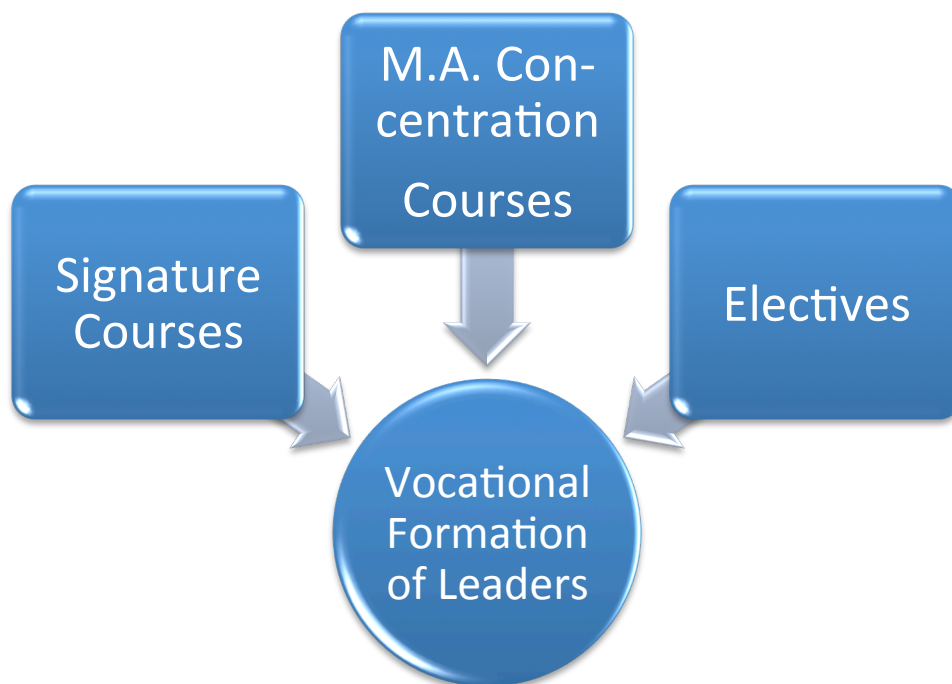 M.A. Con-
centration
Courses
Signature
Courses
Electives
Vocational
Formation
of Leaders